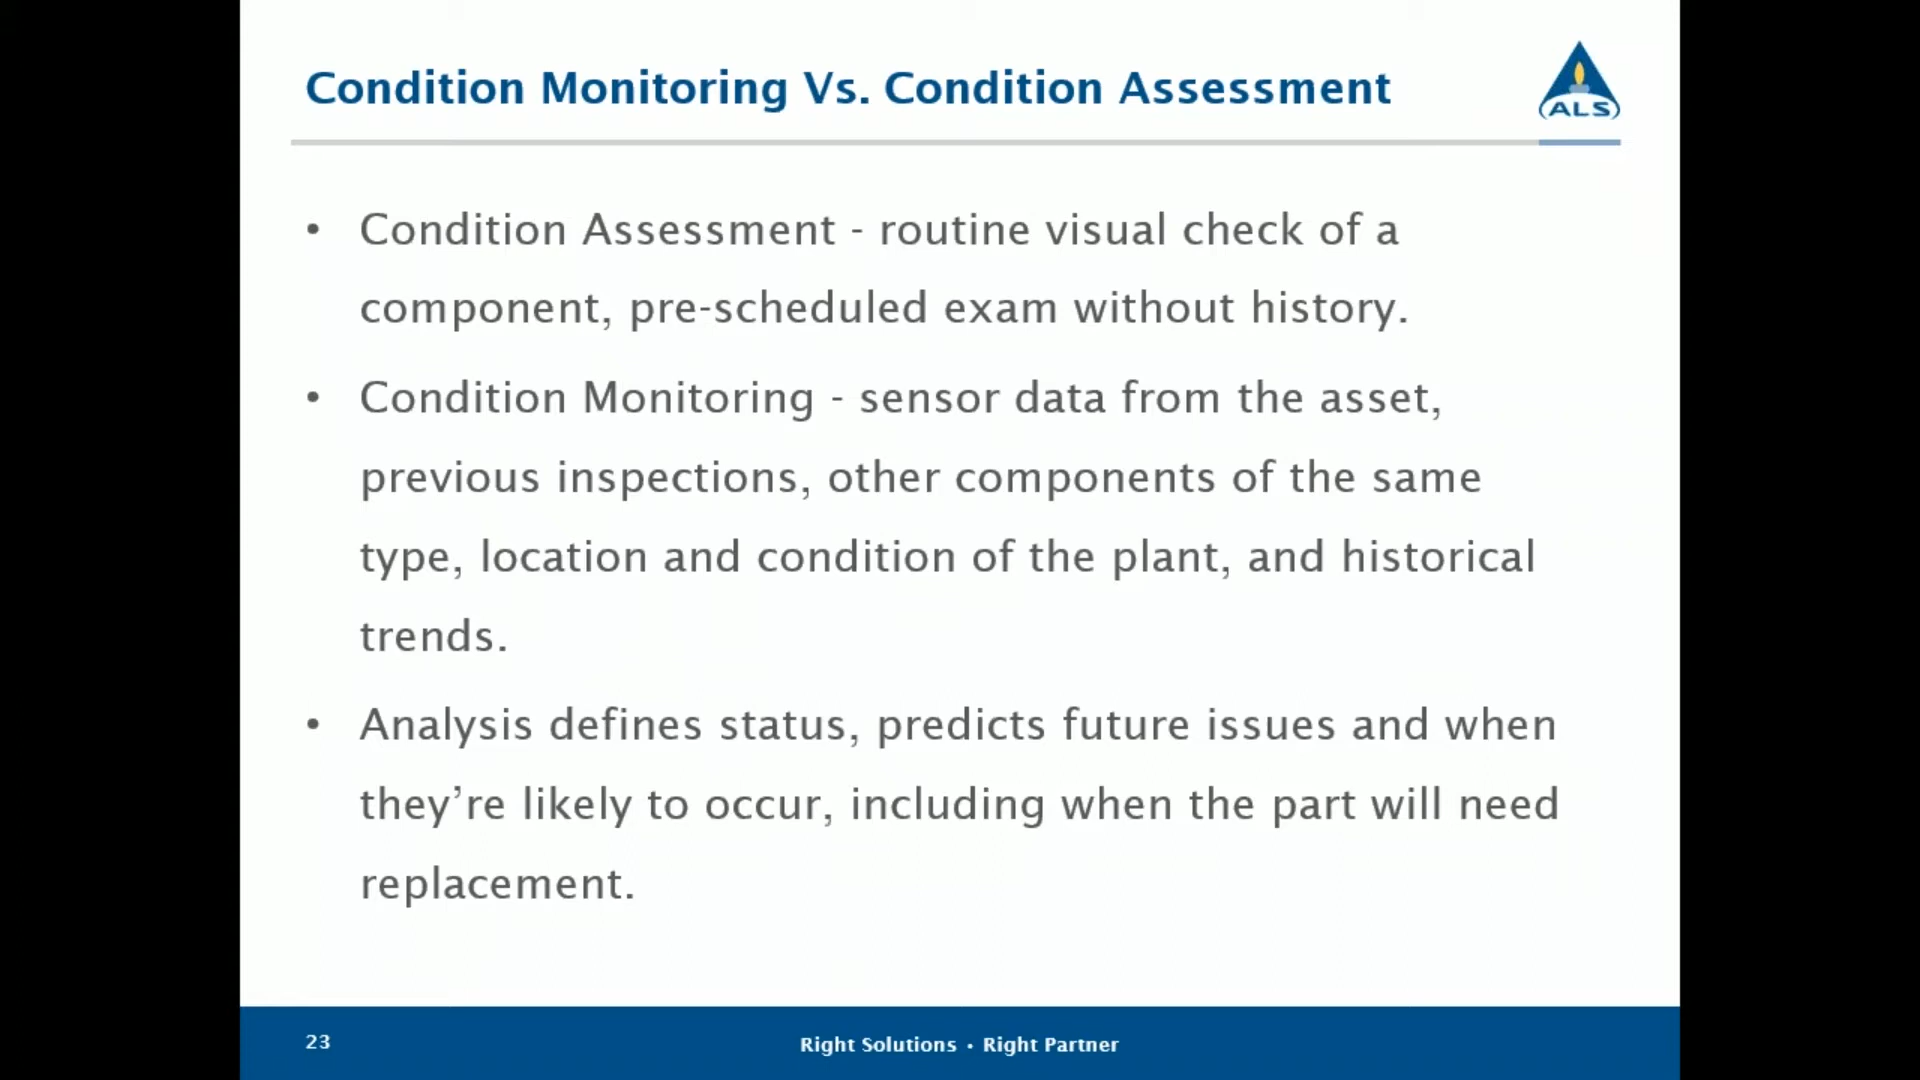 Condition Monitoring Vs. Condition Assessment
ALS
• Condition Assessment - routine visual check of a
component, pre-scheduled exam without history.
• Condition Monitoring - sensor data from the asset,
previous inspections, other components of the same
type, location and condition of the plant, and historical
trends.
• Analysis defines status, predicts future issues and when
they’re likely to occur, including when the part will need
replacement.
23
Right Solutions • Right Partner